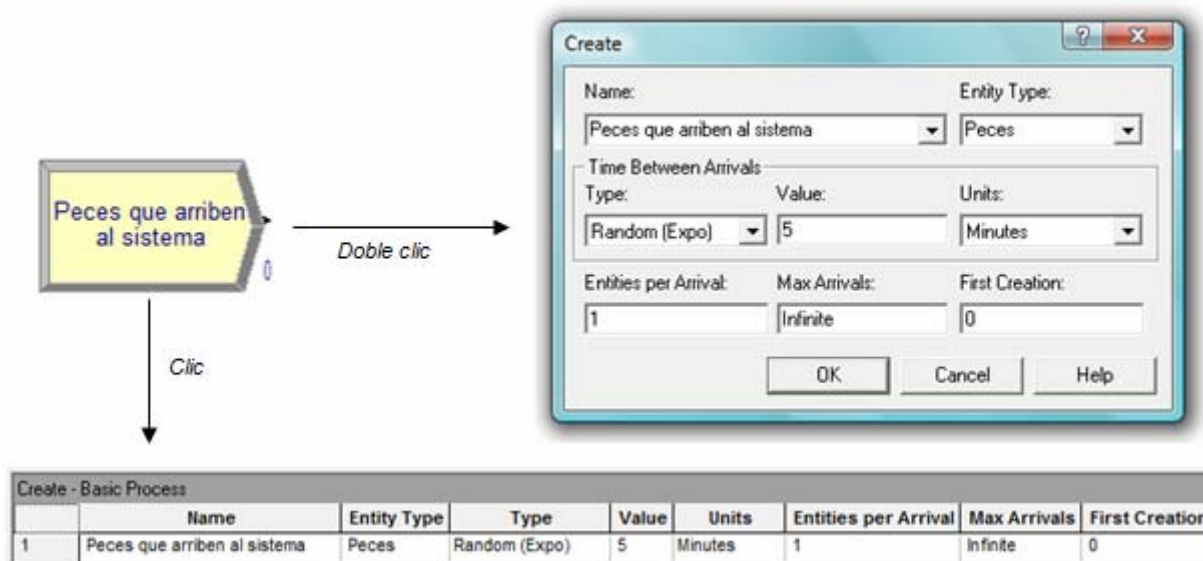 Create
Name:
Entity Type:
Peces que arriben al sistema
Peces
Time Between Arrivals
Type:
Value:
Units:
Random (Expo)
5
Minutes
Entities per Arrival:
Max Arrivals:
First Creation:
1
Infinite
0
OK
Cancel
Help
Peces que arriben
al sistema
0
Doble clic
Clic
Create - Basic Process
Name Entity Type Type Value Units Entities per Arrival Max Arrivals First Creation
1 Peces que arriben al sistema Peces Random (Expo) 5 Minutes 1 Infinite 0